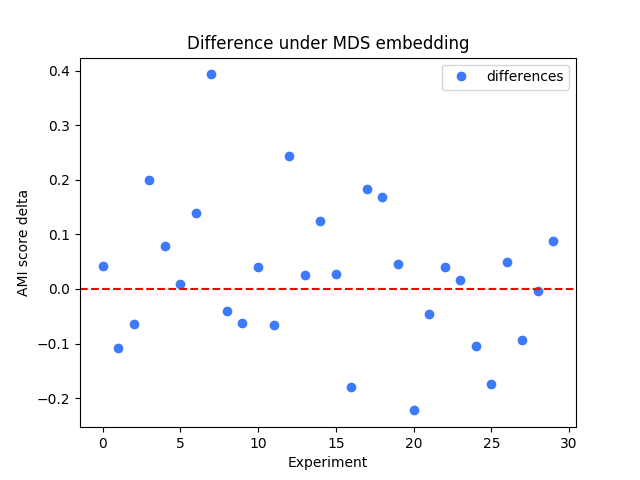 Difference under MDS embedding
differences
AMI score delta
0.4
0.3
0.2
0.1
0.0
−0.1
−0.2
0 5 10 15 20 25 30
Experiment